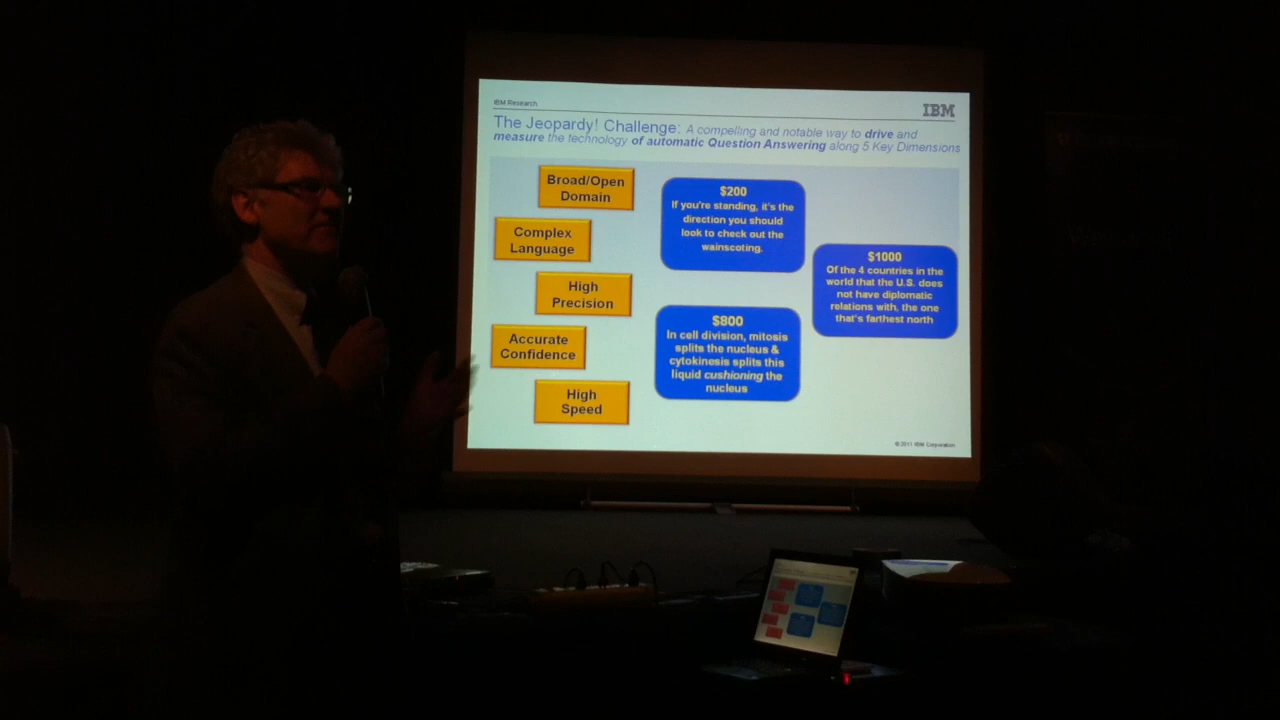 IBM Research
IBM
The Jeopardy! Challenge: A compelling and notable way to drive and
measure the technology of automatic Question Answering along 5 Key Dimensions
Broad/Open
Domain
Complex
Language
High
Precision
Accurate
Confidence
High
Speed
$200
If you're standing, it's the
direction you should
look to check out the
wainscoting.
$800
In cell division, mitosis
splits the nucleus &
cytokinesis splits this
liquid cushioning the
nucleus
$1000
Of the 4 countries in the
world that the U.S. does
not have diplomatic
relations with, the one
that's farthest north
© 2011 IBM Corporation